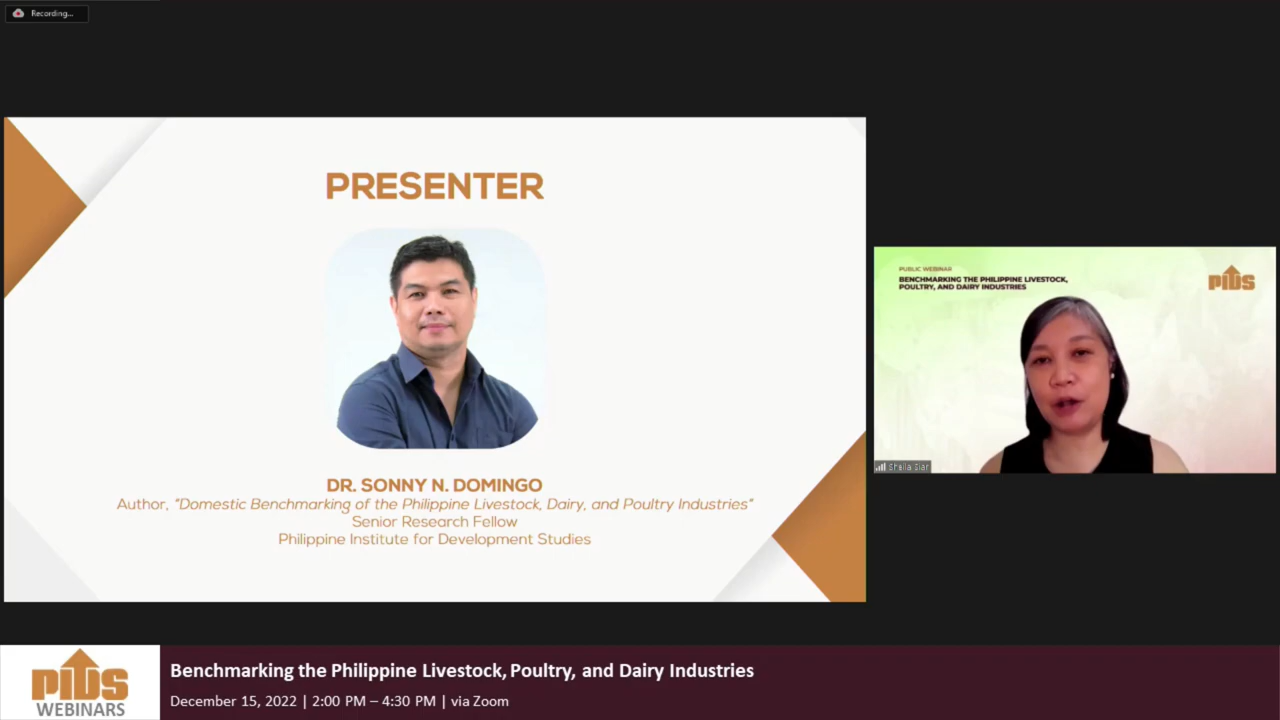 Recording...
PRESENTER
DR. SONNY N. DOMINGO
Author, "Domestic Benchmarking of the Philippine Livestock, Dairy, and Poultry Industries"
Senior Research Fellow
Philippine Institute for Development Studies
PUBLIC WEBINAR
BENCHMARKING THE PHILIPPINE LIVESTOCK,
POULTRY, AND DAIRY INDUSTRIES
PIDS
Sheila Siar
PIDS
WEBINARS
Benchmarking the Philippine Livestock, Poultry, and Dairy Industries
December 15, 2022 | 2:00 PM – 4:30 PM | via Zoom